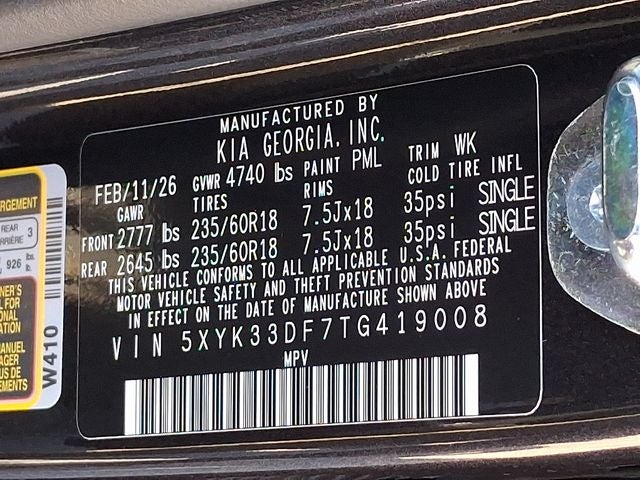 MANUFACTURED BY
KIA GEORGIA, INC.
FEB/11/26 GVWR 4740 lbs PAINT PML TRIM WK
GAWR TIRES RIMS COLD TIRE INFL
FRONT 2777 lbs 235/60R18 7.5Jx18 35psi SINGLE
REAR 2645 lbs 235/60R18 7.5Jx18 35psi SINGLE
THIS VEHICLE CONFORMS TO ALL APPLICABLE U.S.A. FEDERAL
MOTOR VEHICLE SAFETY AND THEFT PREVENTION STANDARDS
IN EFFECT ON THE DATE OF MANUFACTURE SHOWN ABOVE
VIN 5XYK33DF7TG419008
MPV
REAR 3
926
W410